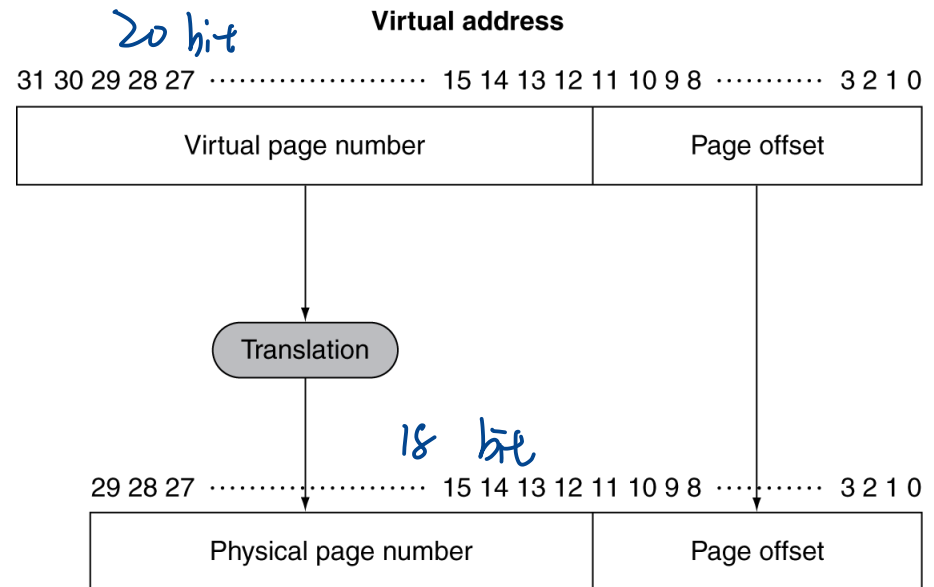 Virtual address
20 bit
31 30 29 28 27 ····················· 15 14 13 12 11 10 9 8 ··········· 3 2 1 0
Virtual page number Page offset
Translation
18 bit
29 28 27 ····················· 15 14 13 12 11 10 9 8 ·········· 3 2 1 0
Physical page number Page offset